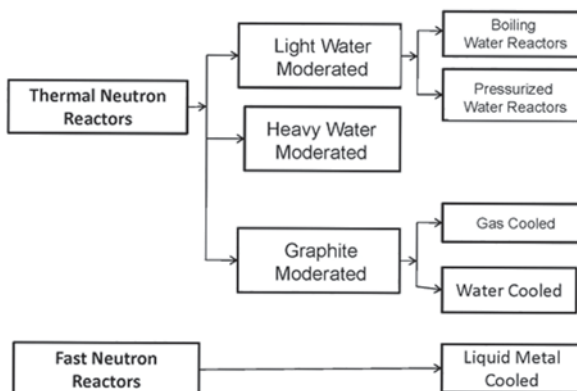 Boiling
Water Reactors
Light Water
Moderated
Pressurized
Water Reactors
Thermal Neutron
Reactors
Heavy Water
Moderated
Gas Cooled
Graphite
Moderated
Water Cooled
Fast Neutron
Reactors
Liquid Metal
Cooled